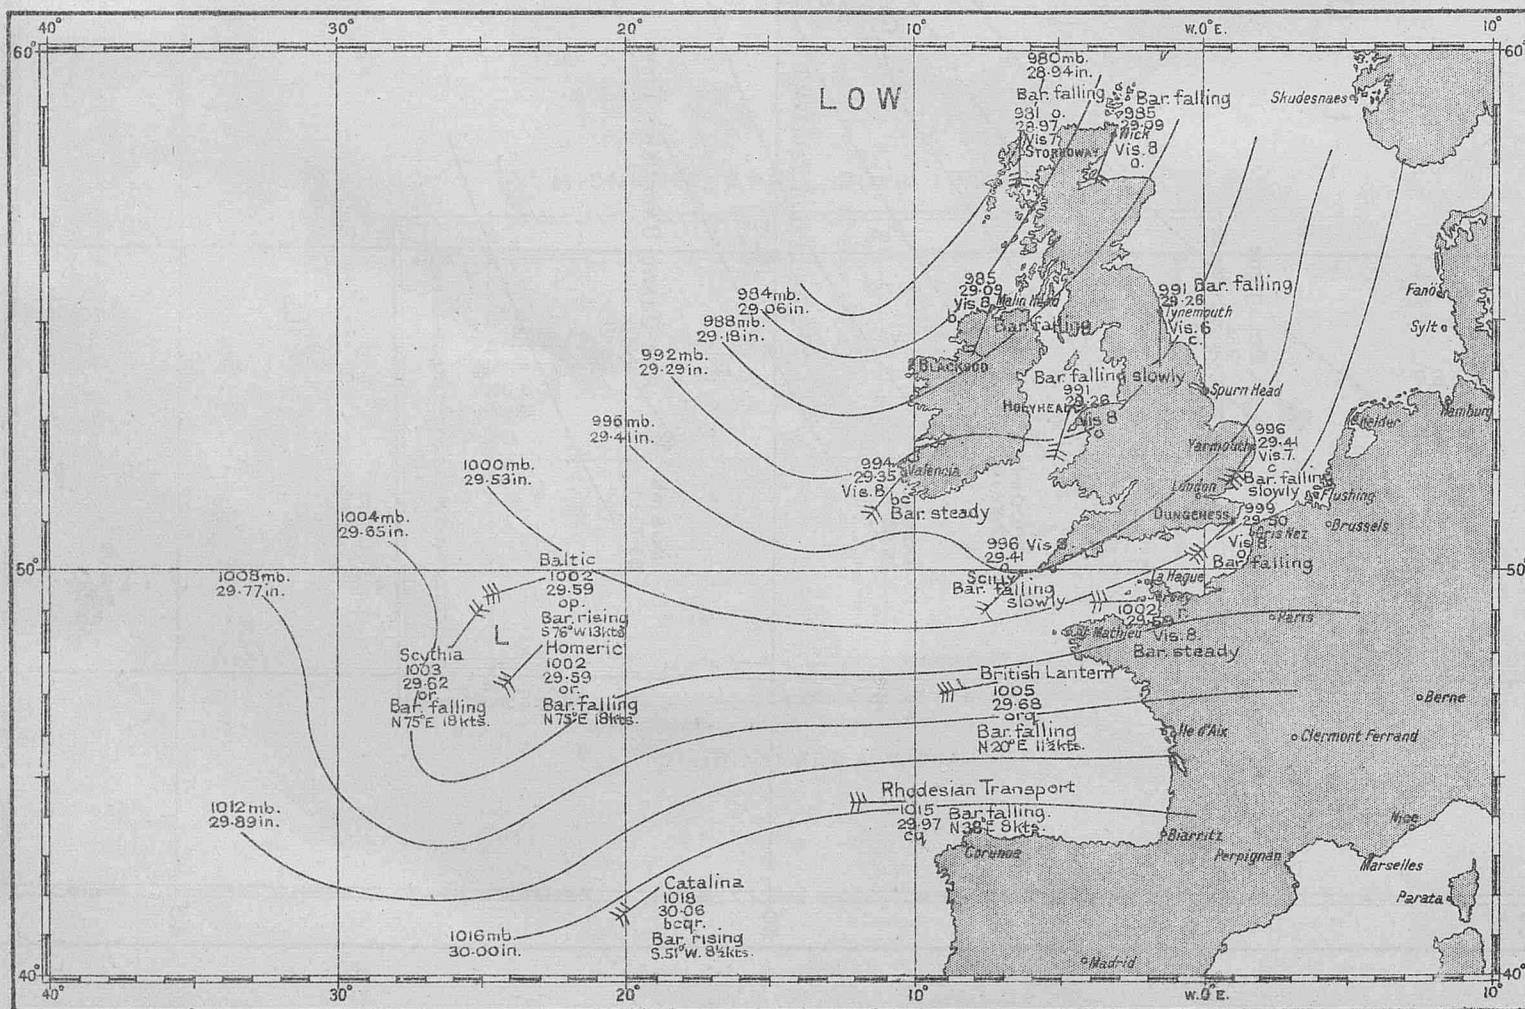 40° 30° 20° 10° W.0°E. 10°
60° 60°
LOW
980mb.
28.94in.
Bar. falling
981 o.
28.97
Vis 7
STORNOWAY
Bar. falling
985
29.09
Wick
Vis. 8
o.
Skudesnaes
984mb.
29.06in.
988mb.
29.18in.
992mb.
29.29in.
996mb.
29.41in.
1000mb.
29.53in.
1004mb.
29.65in.
1008mb.
29.77in.
985
29.09
Vis. 8
Malin Head
b.
Bar. falling
991
29.26
Tynemouth
Vis. 6
c.
Bar. falling
Fanö
Sylt
BLACKSOD
Bar. falling slowly
991
29.26
HOLYHEAD
Vis 8
o
Spurn Head
Helder
Hamburg
Yarmouth
996
29.41
Vis. 7.
c
Bar. falling
slowly
994
29.35
Valencia
Vis. 8
bc
Bar. steady
London
Flushing
DUNGENESS
999
29.50
Gris Nez
Vis. 8.
o
Bar. falling
Brussels
996 Vis 8.
29.41
o
SCILLY
Bar. falling
slowly
50° 50°
La Hague
Jersey
1002
29.59
r.
Vis. 8.
Bar. steady
St Mathieu
Paris
Baltic
1002
29.59
op.
Bar. rising
S76°W13kts
L
Scythia
1003
29.62
or.
Bar. falling
N75°E 18kts.
Homeric
1002
29.59
or.
Bar. falling
N75°E 18kts.
British Lantern
1005
29.68
orq
Bar. falling
N20°E 11½kts.
Berne
Ile d'Aix
Clermont Ferrand
Rhodesian Transport
1015
29.97
cq
Bar. falling.
N38°E 8kts.
1012mb.
29.89in.
Nice
Biarritz
Corunna
Perpignan
Marselles
Parata
Catalina
1018
30.06
bcqr.
Bar. rising
S.51°W. 8½kts.
1016mb.
30.00in.
Madrid
40° 40°
40° 30° 20° 10° W.0°E. 10°